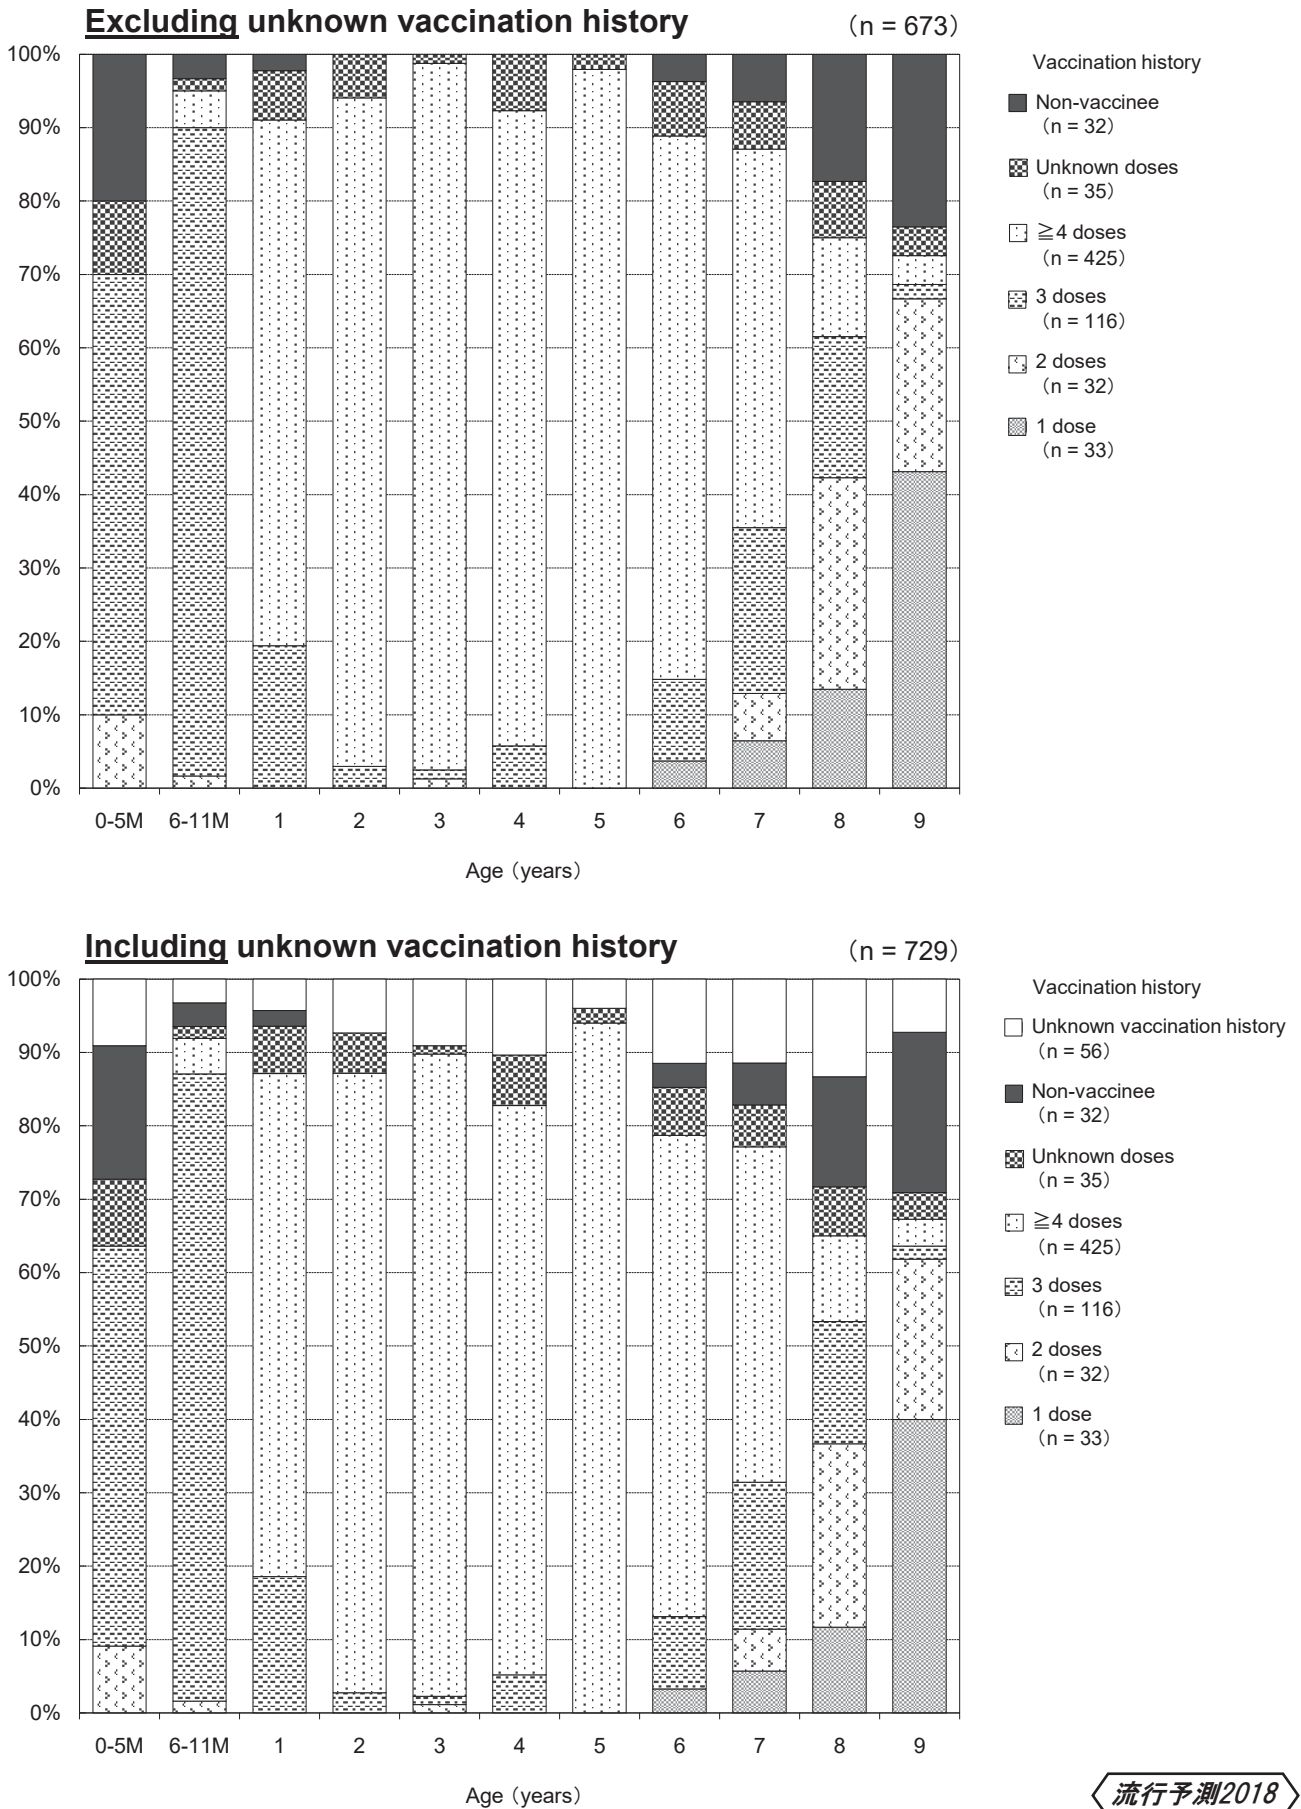 Excluding unknown vaccination history
（n = 673）
100%
90%
80%
70%
60%
50%
40%
30%
20%
10%
0%
0-5M 6-11M 1 2 3 4 5 6 7 8 9
Age（years）
Vaccination history
Non-vaccinee
（n = 32）
Unknown doses
（n = 35）
≧4 doses
（n = 425）
3 doses
（n = 116）
2 doses
（n = 32）
1 dose
（n = 33）
Including unknown vaccination history
（n = 729）
100%
90%
80%
70%
60%
50%
40%
30%
20%
10%
0%
0-5M 6-11M 1 2 3 4 5 6 7 8 9
Age（years）
Vaccination history
Unknown vaccination history
（n = 56）
Non-vaccinee
（n = 32）
Unknown doses
（n = 35）
≧4 doses
（n = 425）
3 doses
（n = 116）
2 doses
（n = 32）
1 dose
（n = 33）
流行予測2018